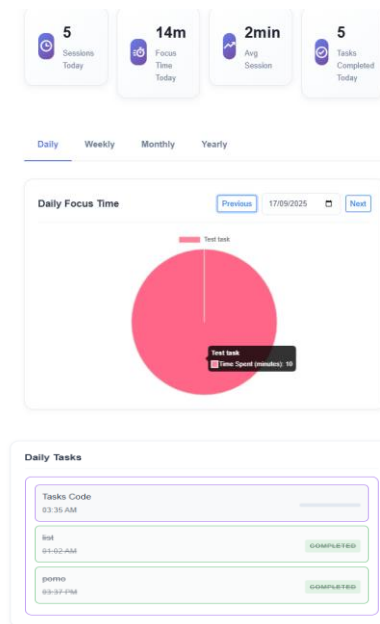 5
Sessions
Today
14m
Focus
Time
Today
2min
Avg
Session
5
Tasks
Completed
Today
Daily Weekly Monthly Yearly
Daily Focus Time
Previous 17/09/2025 Next
Test task
Test task
Time Spent (minutes): 10
Daily Tasks
Tasks Code
03:35 AM
list
01:02 AM
COMPLETED
pomo
03:37 PM
COMPLETED